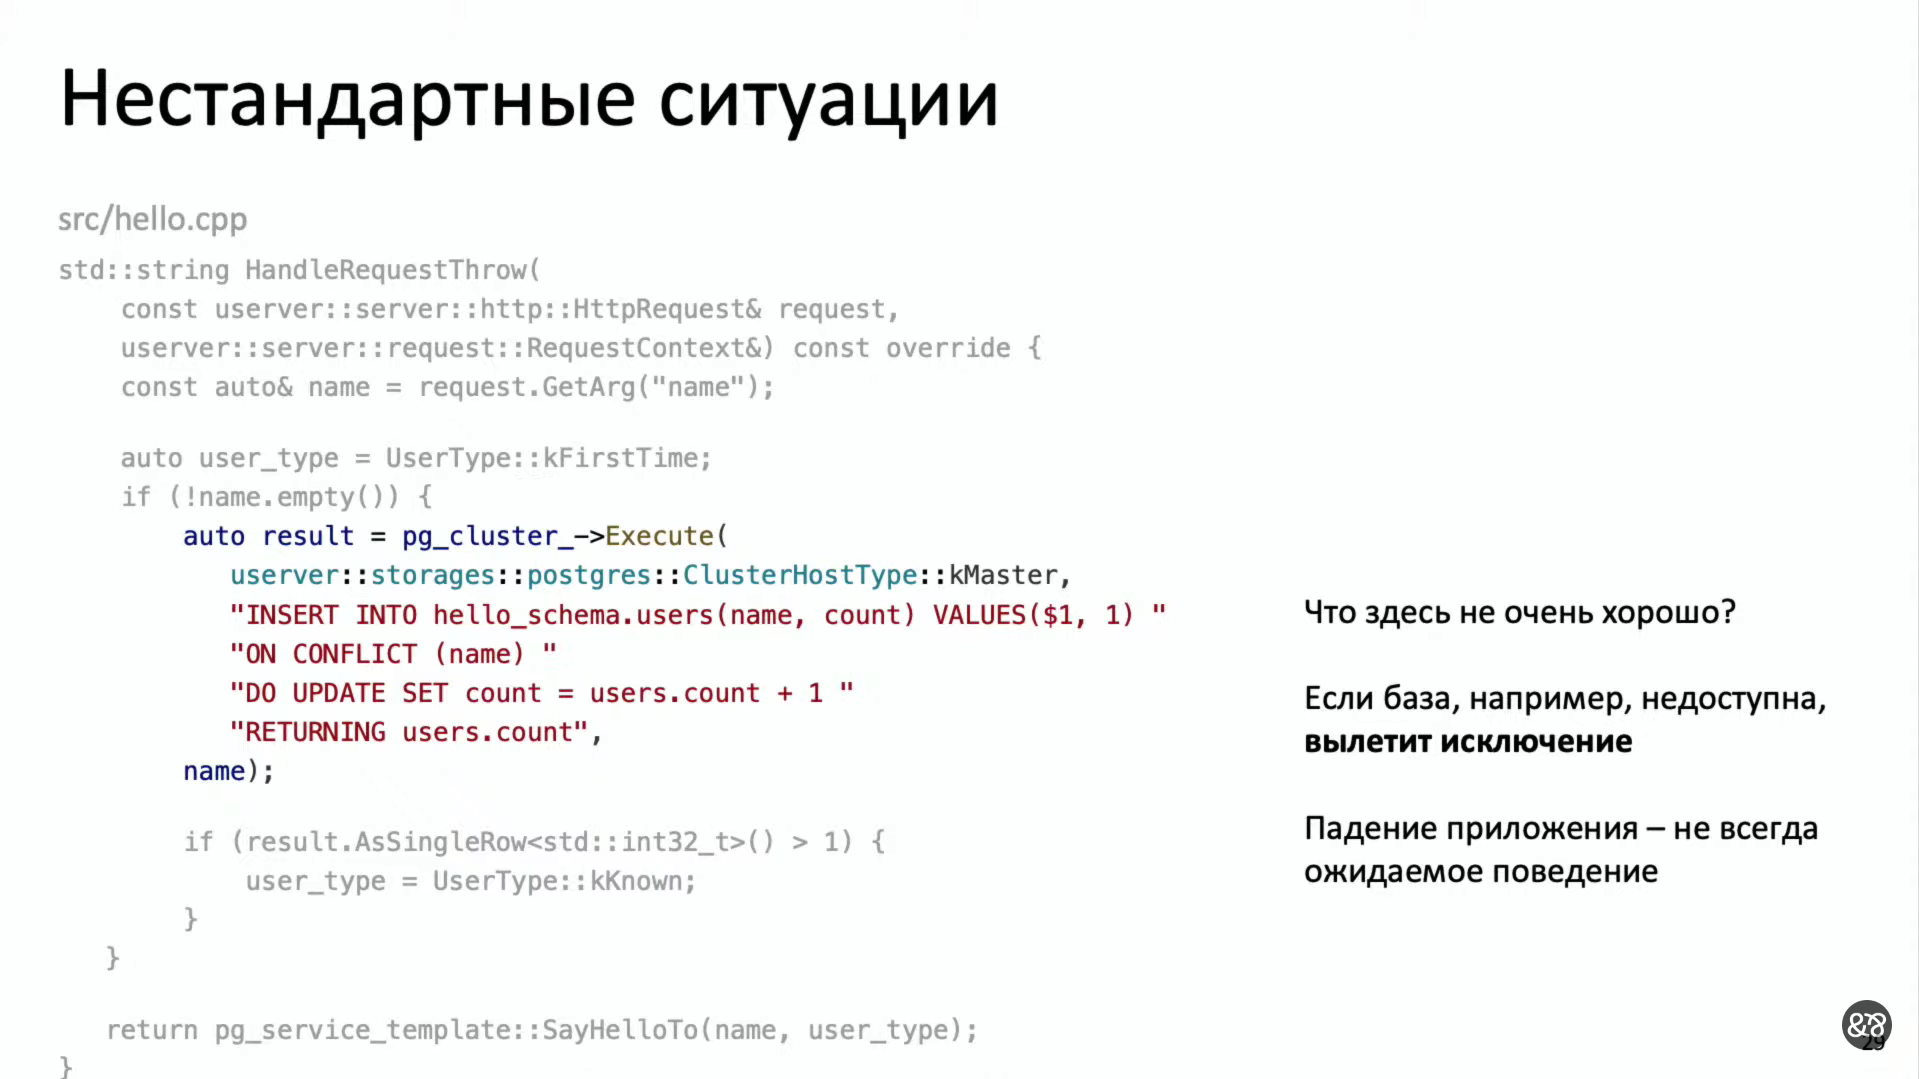 Нестандартные ситуации
src/hello.cpp
std::string HandleRequestThrow(
const userver::server::http::HttpRequest& request,
userver::server::request::RequestContext&) const override {
const auto& name = request.GetArg("name");
auto user_type = UserType::kFirstTime;
if (!name.empty()) {
auto result = pg_cluster_->Execute(
userver::storages::postgres::ClusterHostType::kMaster,
"INSERT INTO hello_schema.users(name, count) VALUES($1, 1) "
"ON CONFLICT (name) "
"DO UPDATE SET count = users.count + 1 "
"RETURNING users.count",
name);
if (result.AsSingleRow<std::int32_t>() > 1) {
user_type = UserType::kKnown;
}
}
return pg_service_template::SayHelloTo(name, user_type);
}
Что здесь не очень хорошо?
Если база, например, недоступна,
вылетит исключение
Падение приложения – не всегда
ожидаемое поведение
29